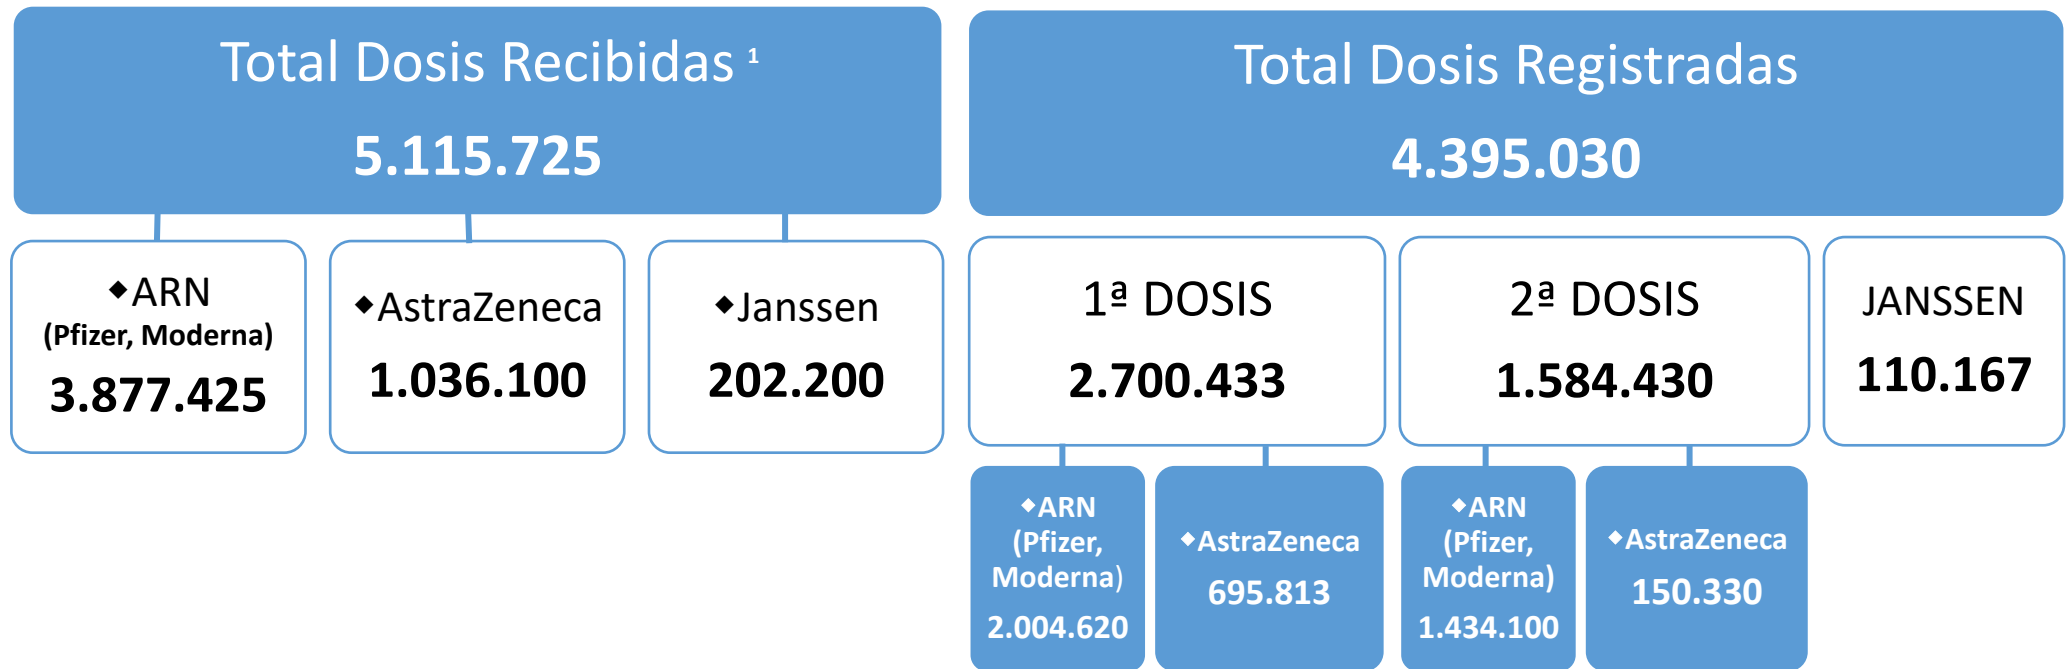 Total Dosis Recibidas ¹
5.115.725
◆ARN
(Pfizer, Moderna)
3.877.425
◆AstraZeneca
1.036.100
◆Janssen
202.200
Total Dosis Registradas
4.395.030
1ª DOSIS
2.700.433
◆ARN
(Pfizer,
Moderna)
2.004.620
◆AstraZeneca
695.813
2ª DOSIS
1.584.430
◆ARN
(Pfizer,
Moderna)
1.434.100
◆AstraZeneca
150.330
JANSSEN
110.167